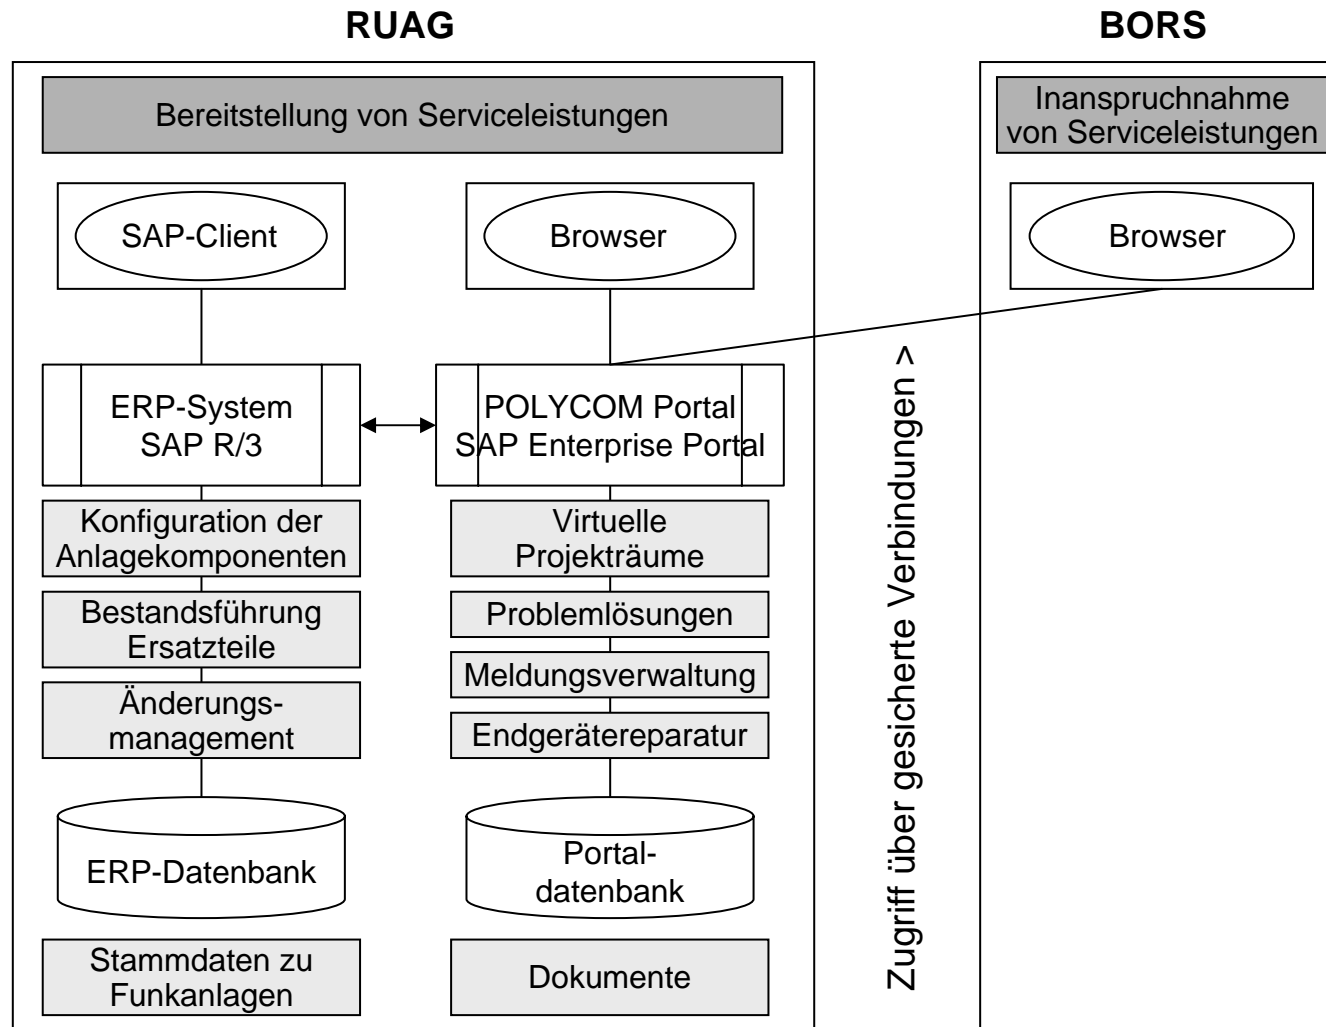 RUAG
BORS
Bereitstellung von Serviceleistungen
Inanspruchnahme
von Serviceleistungen
SAP-Client
Browser
Browser
ERP-System
SAP R/3
POLYCOM Portal
SAP Enterprise Portal
Konfiguration der
Anlagekomponenten
Bestandsführung
Ersatzteile
Änderungs-
management
Virtuelle
Projekträume
Problemlösungen
Meldungsverwaltung
Endgerätereparatur
ERP-Datenbank
Portal-
datenbank
Stammdaten zu
Funkanlagen
Dokumente
Zugriff über gesicherte Verbindungen >